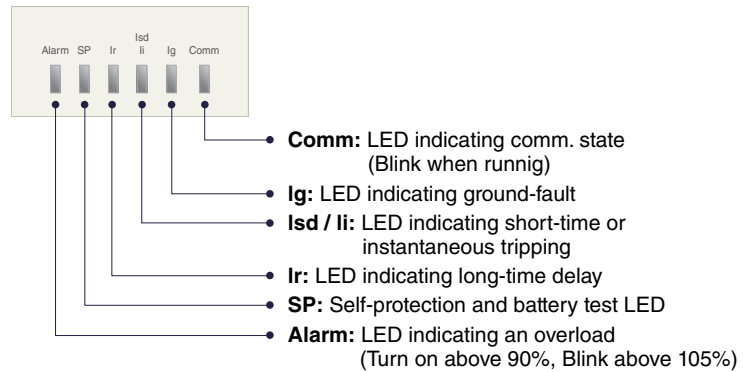 Isd
Alarm SP Ir Ii Ig Comm
Comm: LED indicating comm. state
(Blink when runnig)
Ig: LED indicating ground-fault
Isd / Ii: LED indicating short-time or
instantaneous tripping
Ir: LED indicating long-time delay
SP: Self-protection and battery test LED
Alarm: LED indicating an overload
(Turn on above 90%, Blink above 105%)